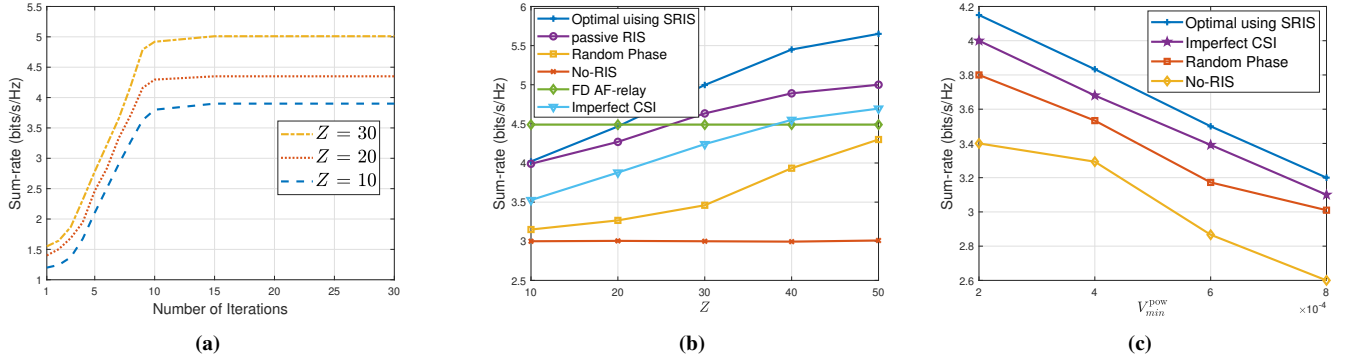 Sum-rate (bits/s/Hz)
5.5
5
4.5
4
3.5
3
2.5
2
1.5
1
Z = 30
Z = 20
Z = 10
1 5 10 15 20 25 30
Number of Iterations
(a)
Sum-rate (bits/s/Hz)
6
5.5
5
4.5
4
3.5
3
2.5
Optimal uising SRIS
passive RIS
Random Phase
No-RIS
FD AF-relay
Imperfect CSI
10 20 30 40 50
Z
(b)
Sum-rate (bits/s/Hz)
4.2
4
3.8
3.6
3.4
3.2
3
2.8
2.6
Optimal using SRIS
Imperfect CSI
Random Phase
No-RIS
2 4 6 8
V_{min}^{pow}
×10⁻⁴
(c)